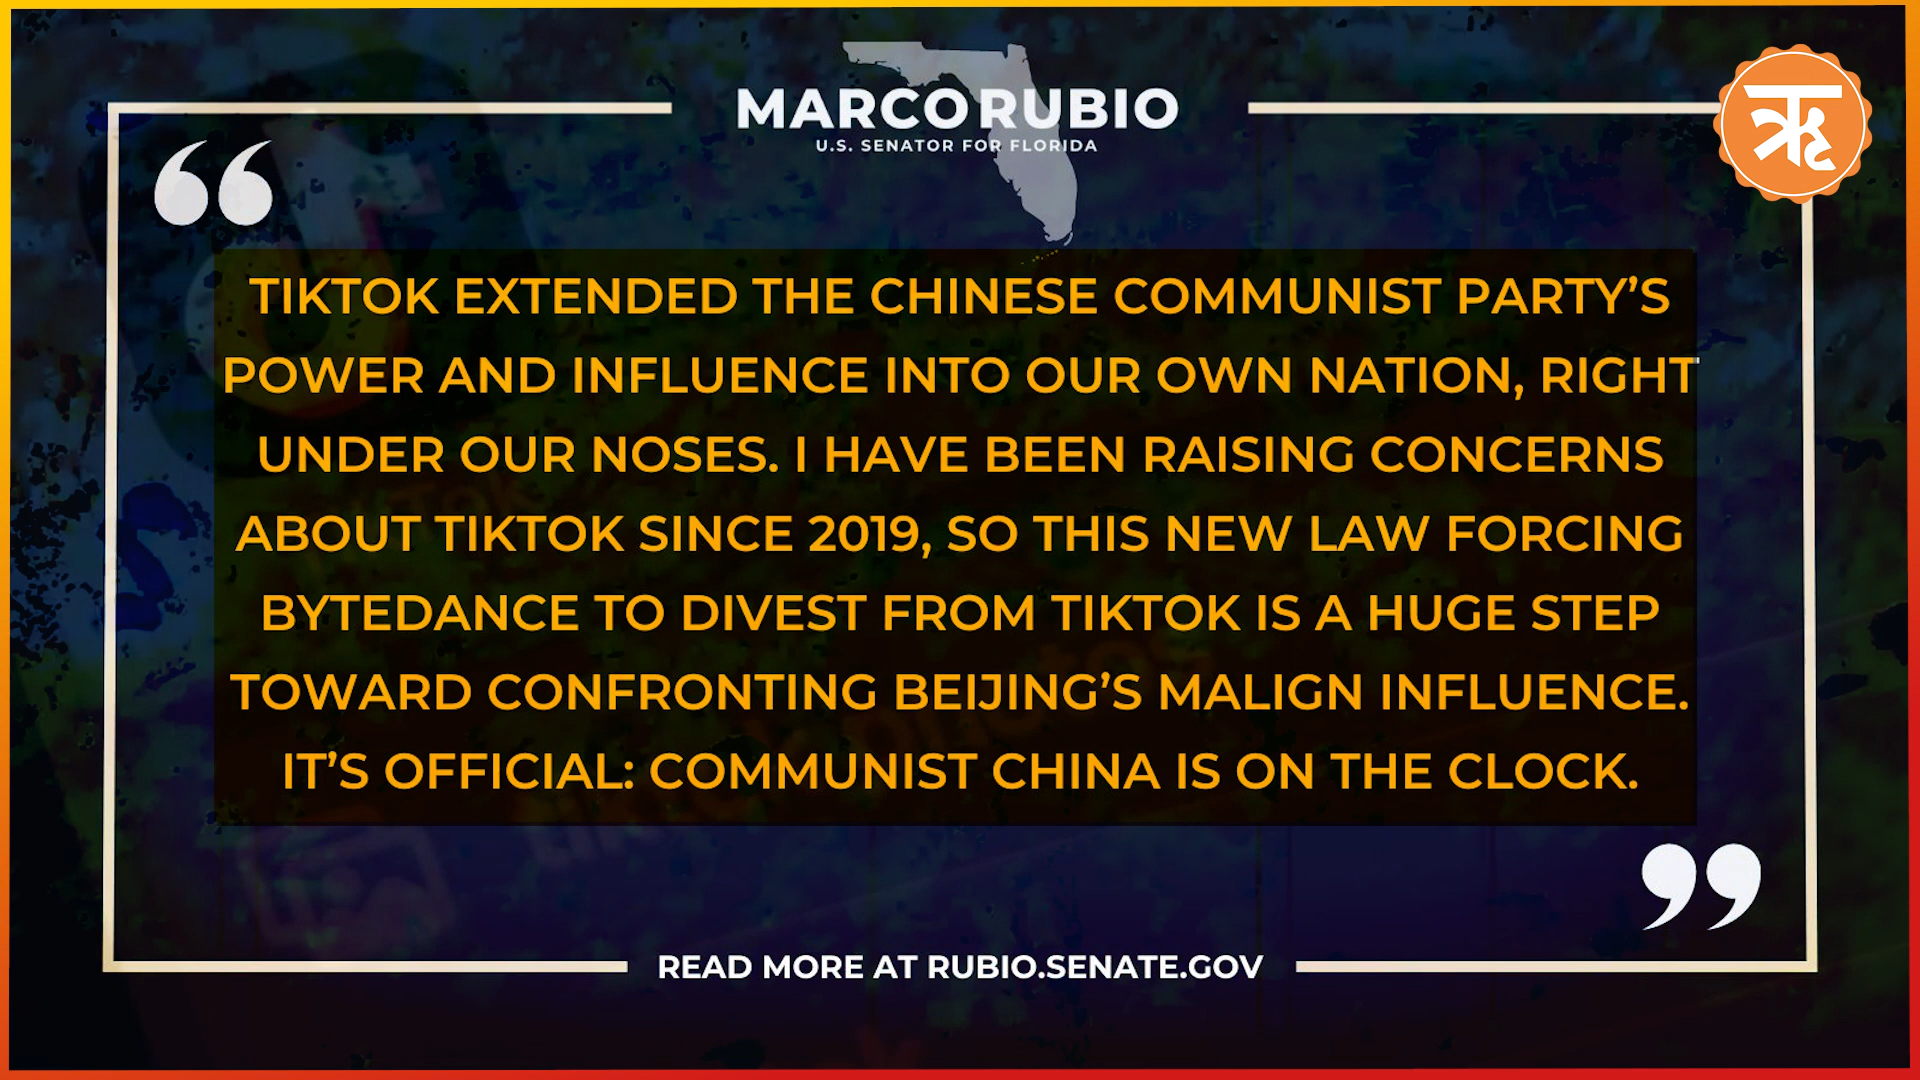 MARCO RUBIO
U.S. SENATOR FOR FLORIDA
ऋ
“
TIKTOK EXTENDED THE CHINESE COMMUNIST PARTY’S
POWER AND INFLUENCE INTO OUR OWN NATION, RIGHT
UNDER OUR NOSES. I HAVE BEEN RAISING CONCERNS
ABOUT TIKTOK SINCE 2019, SO THIS NEW LAW FORCING
BYTEDANCE TO DIVEST FROM TIKTOK IS A HUGE STEP
TOWARD CONFRONTING BEIJING’S MALIGN INFLUENCE.
IT’S OFFICIAL: COMMUNIST CHINA IS ON THE CLOCK.
”
READ MORE AT RUBIO.SENATE.GOV